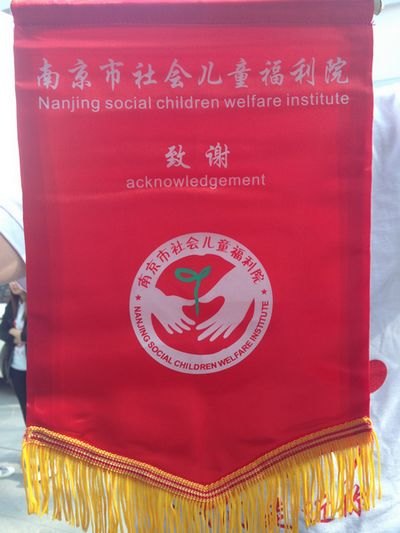 南京市社会儿童福利院
Nanjing social children welfare institute
致谢
acknowledgement
南京市社会儿童福利院
NANJING SOCIAL CHILDREN WELFARE INSTITUTE